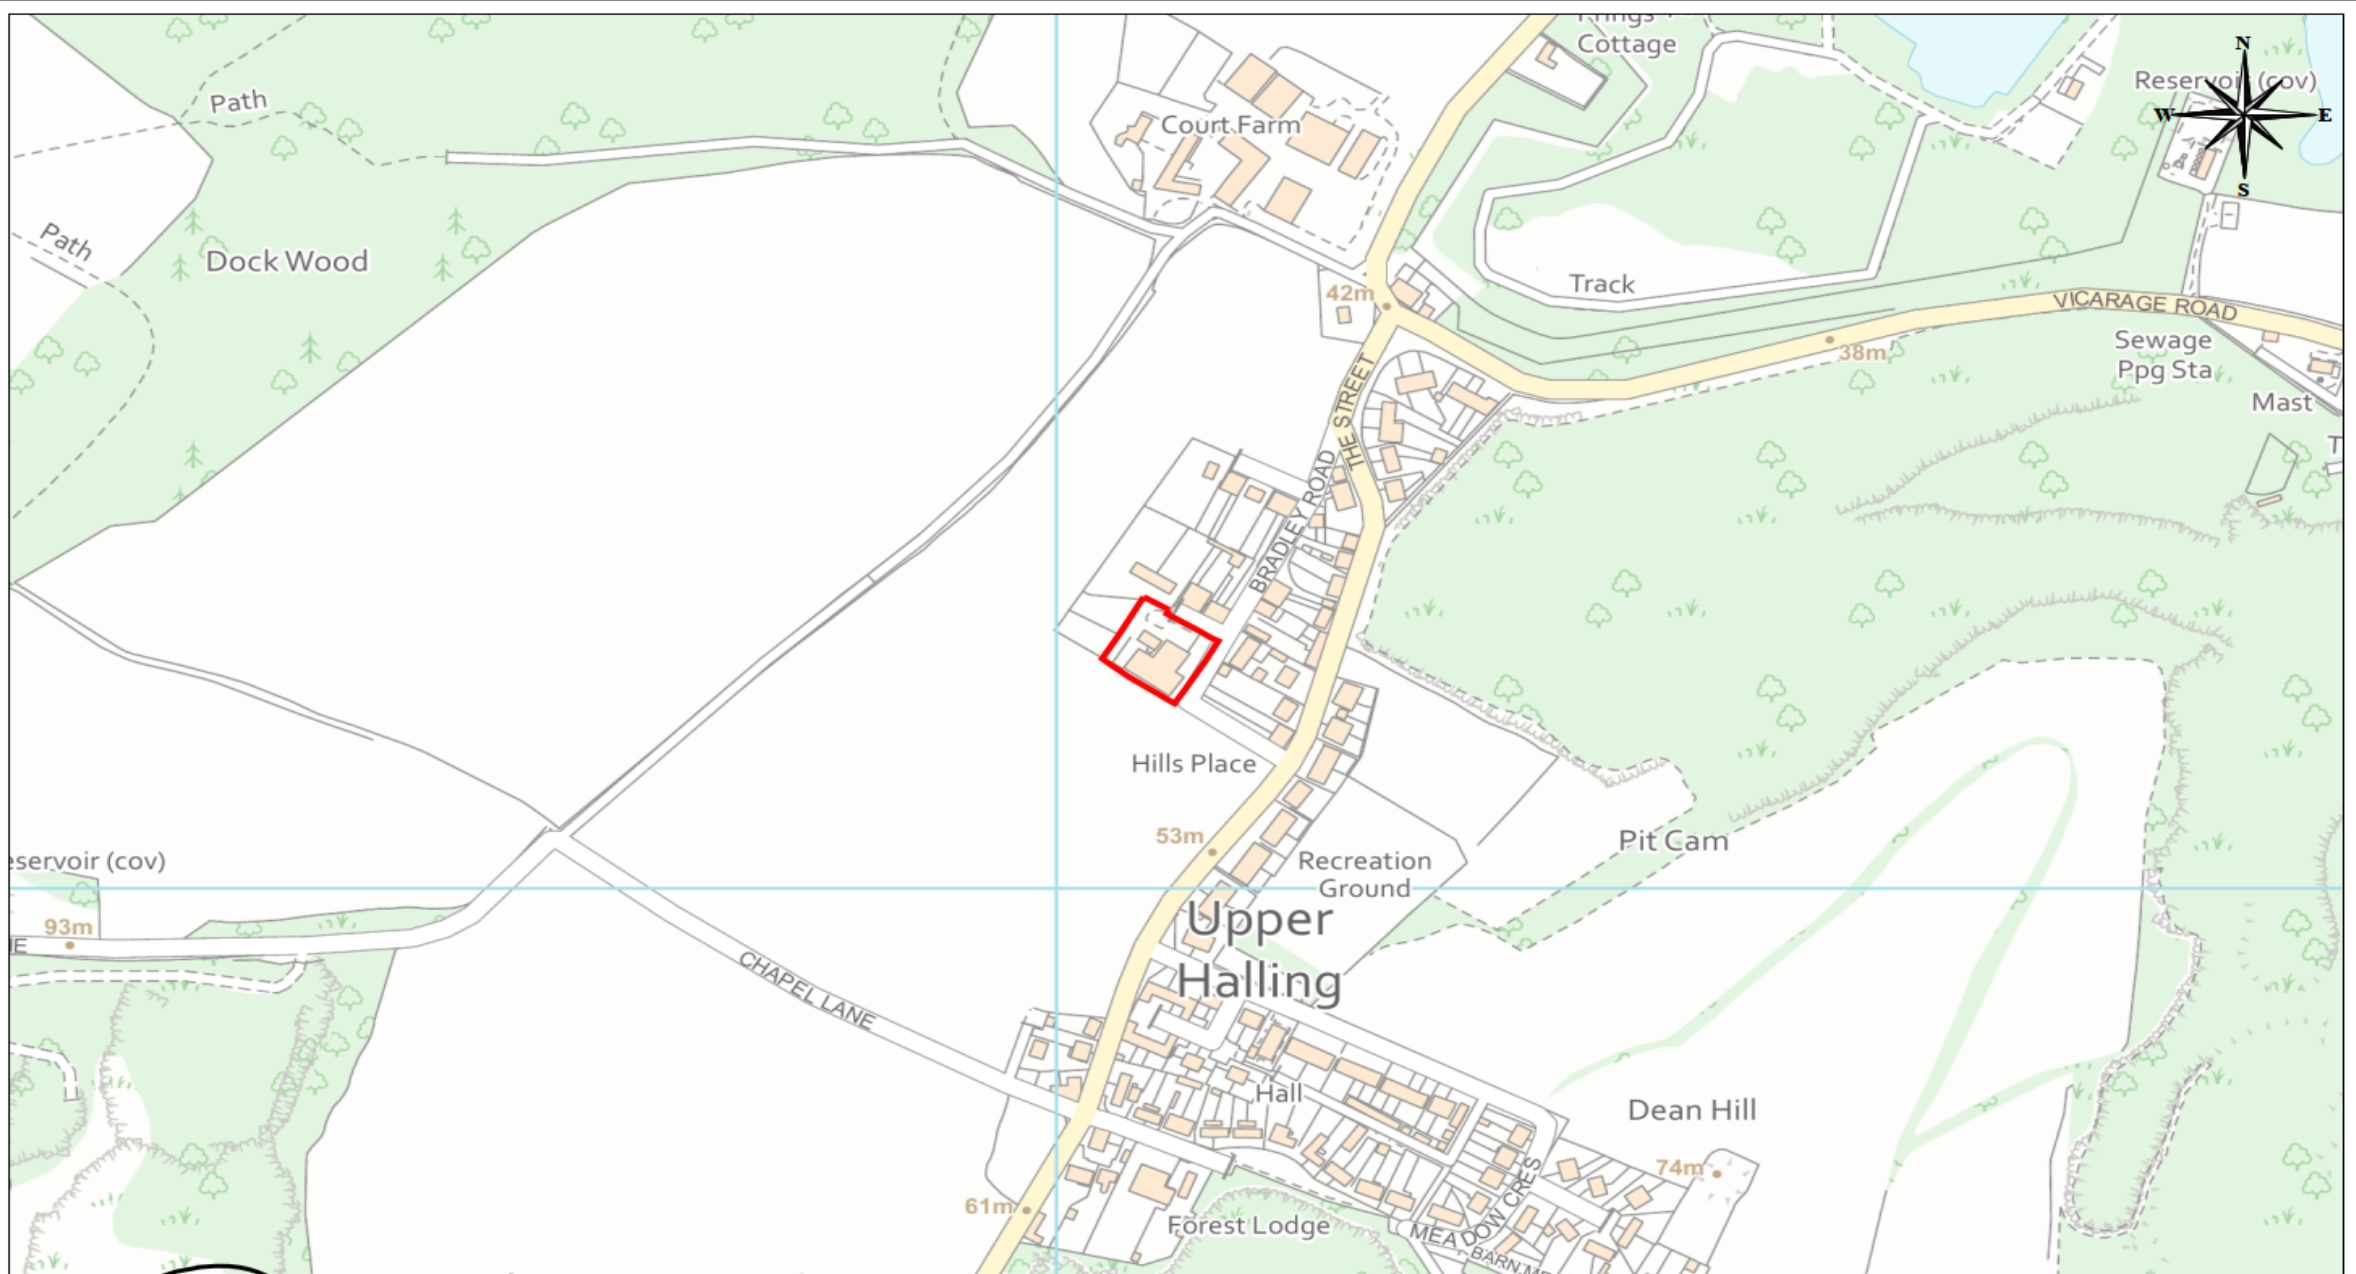 Cottage
N
Reservoir (cov)
W
E
S
Path
Court Farm
Path
Dock Wood
Track
42m
VICARAGE ROAD
38m
Sewage
Ppg Sta
Mast
THE STREET
BRADLEY ROAD
Hills Place
53m
Pit Cam
eservoir (cov)
Recreation
Ground
93m
Upper
Halling
CHAPEL LANE
Hall
Dean Hill
74m
61m
Forest Lodge
MEADOW CRES